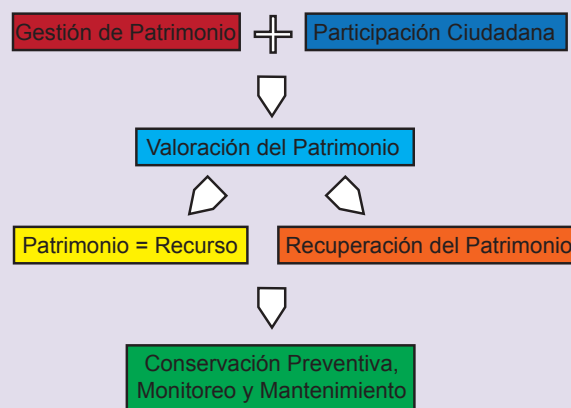 Gestión de Patrimonio
Participación Ciudadana
Valoración del Patrimonio
Patrimonio = Recurso
Recuperación del Patrimonio
Conservación Preventiva,
Monitoreo y Mantenimiento